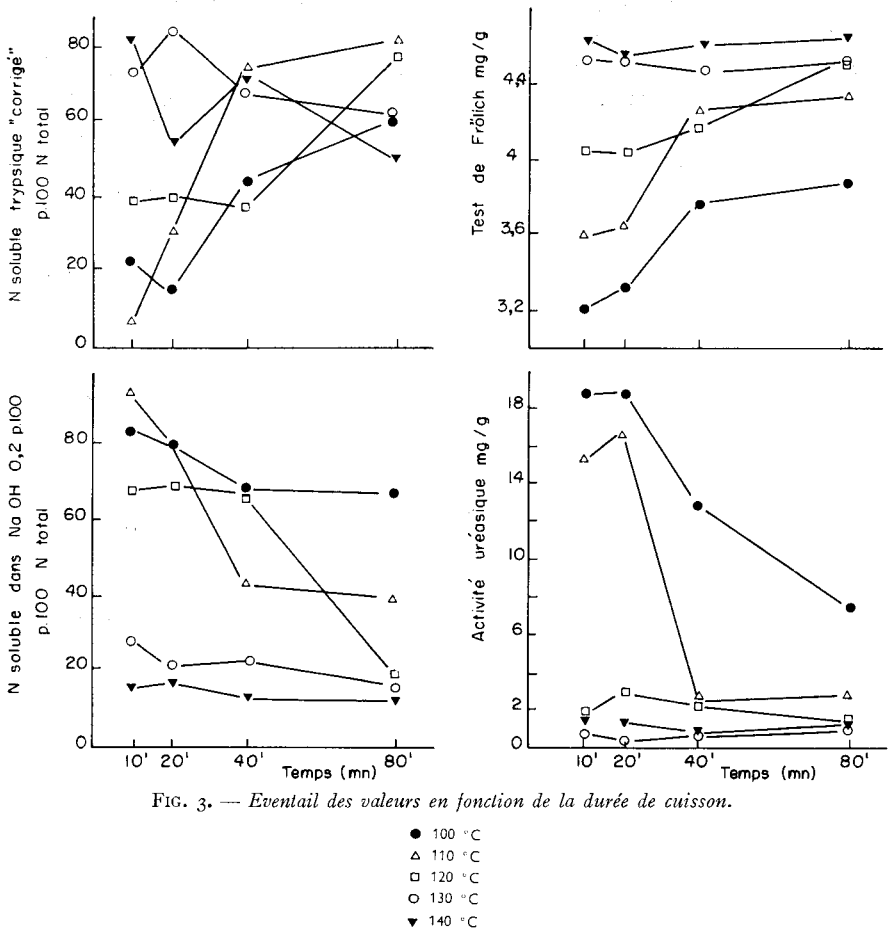 N soluble trypsique "corrigé"
p.100 N total
80
60
40
20
0
Test de Frölich mg/g
4,4
4
3,6
3,2
N soluble dans Na OH 0,2 p.100
p.100 N total
80
60
40
20
0
10' 20' 40' 80'
Temps (mn)
Activité uréasique mg/g
18
14
10
6
2
0
10' 20' 40' 80'
Temps (mn)
FIG. 3. — Eventail des valeurs en fonction de la durée de cuisson.
100 °C
110 °C
120 °C
130 °C
140 °C